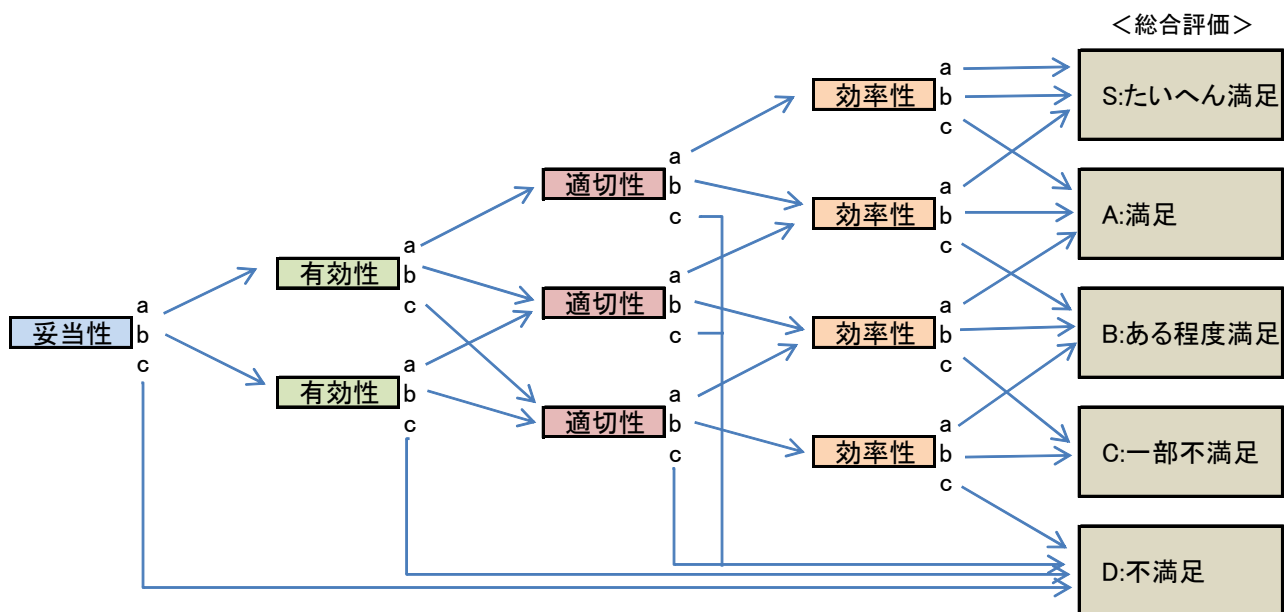 <総合評価>
a
効率性 b
c
S:たいへん満足
a
適切性 b
c
a
効率性 b
c
A:満足
a
有効性 b
c
a
適切性 b
c
a
効率性 b
c
B:ある程度満足
a
妥当性 b
c
a
有効性 b
c
a
適切性 b
c
a
効率性 b
c
C:一部不満足
D:不満足